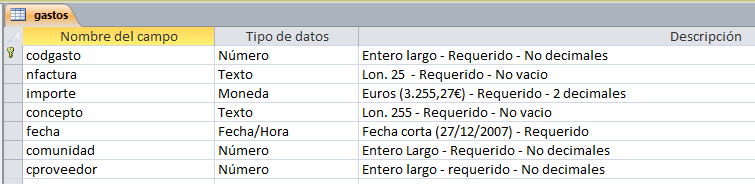 gastos
Nombre del campo Tipo de datos Descripción
codgasto Número Entero largo - Requerido - No decimales
nfactura Texto Lon. 25 - Requerido - No vacio
importe Moneda Euros (3.255,27€) - Requerido - 2 decimales
concepto Texto Lon. 255 - Requerido - No vacio
fecha Fecha/Hora Fecha corta (27/12/2007) - Requerido
comunidad Número Entero Largo - Requerido - No decimales
cproveedor Número Entero largo - requerido - No decimales